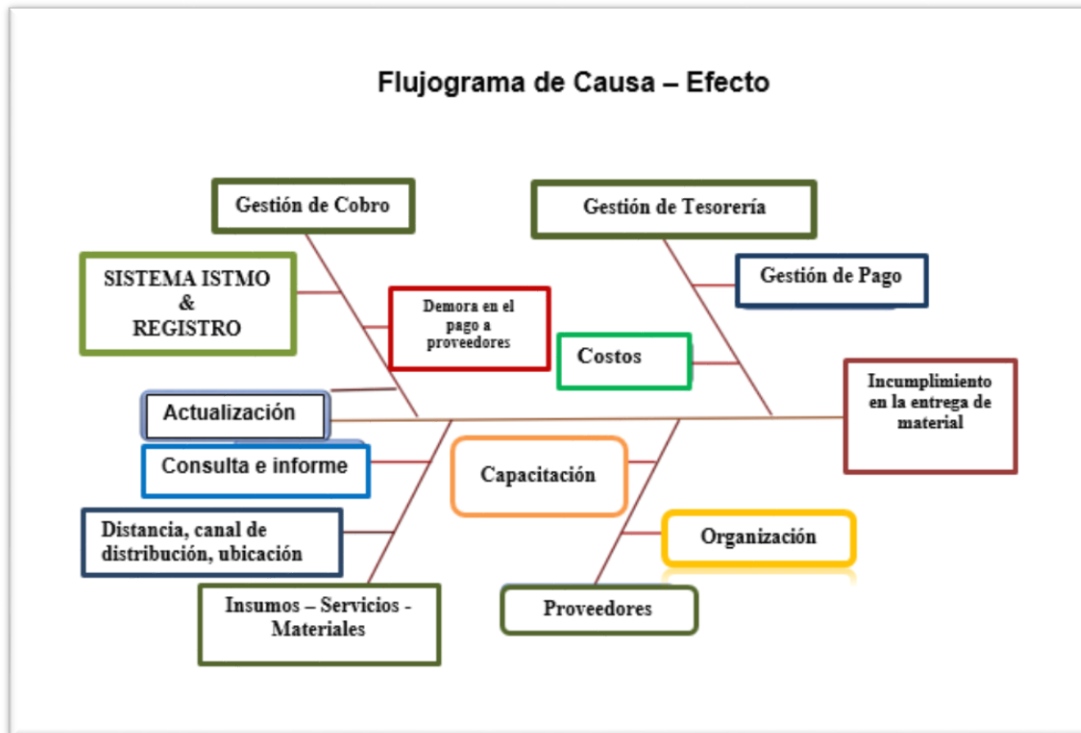 Flujograma de Causa – Efecto
Gestión de Cobro
Gestión de Tesorería
SISTEMA ISTMO
&
REGISTRO
Gestión de Pago
Demora en el
pago a
proveedores
Costos
Incumplimiento
en la entrega de
material
Actualización
Consulta e informe
Capacitación
Distancia, canal de
distribución, ubicación
Organización
Insumos – Servicios -
Materiales
Proveedores